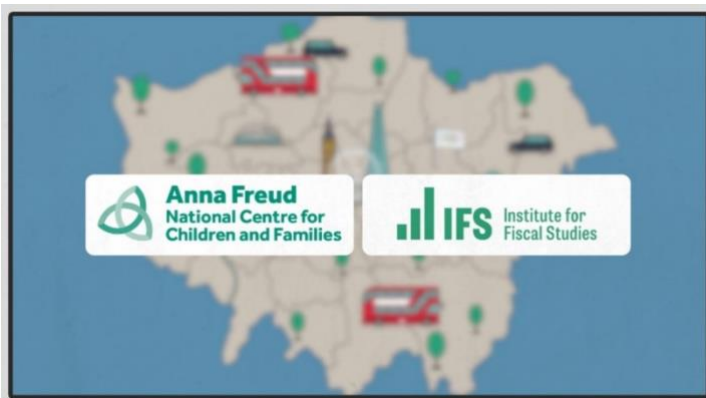 Anna Freud
National Centre for
Children and Families
IFS
Institute for
Fiscal Studies